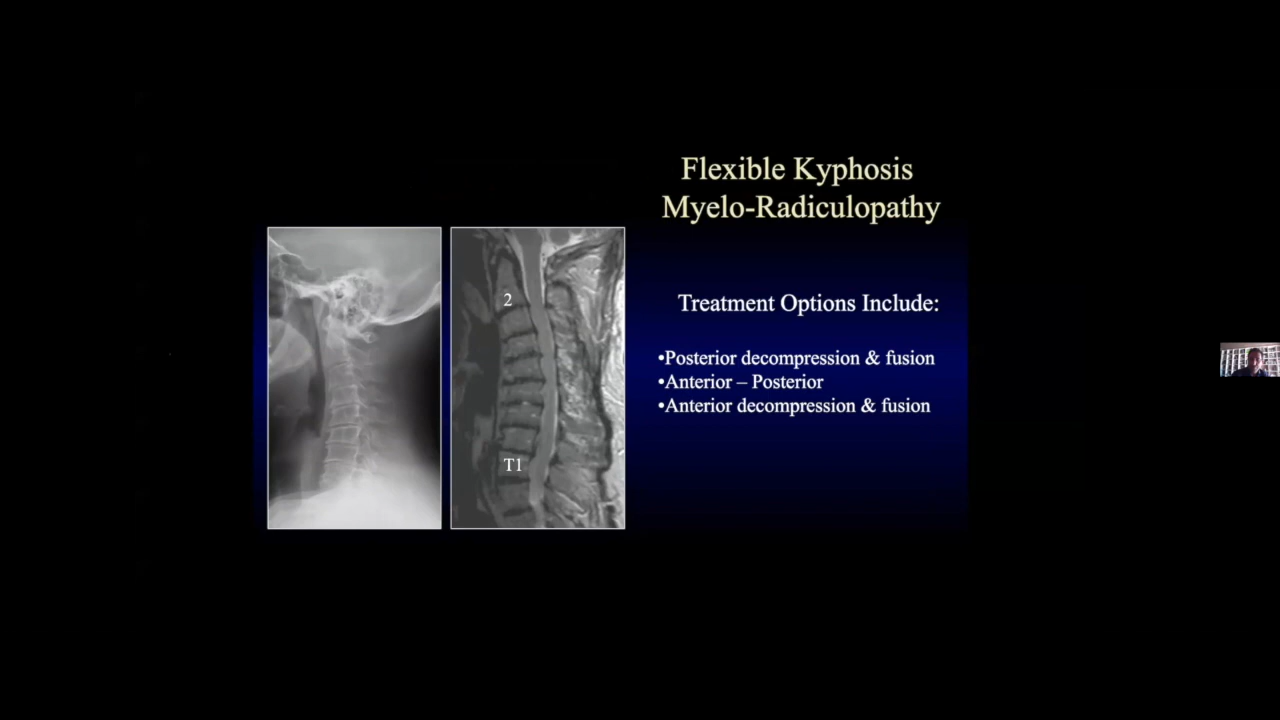 Flexible Kyphosis
Myelo-Radiculopathy
2
T1
Treatment Options Include:
•Posterior decompression & fusion
•Anterior – Posterior
•Anterior decompression & fusion